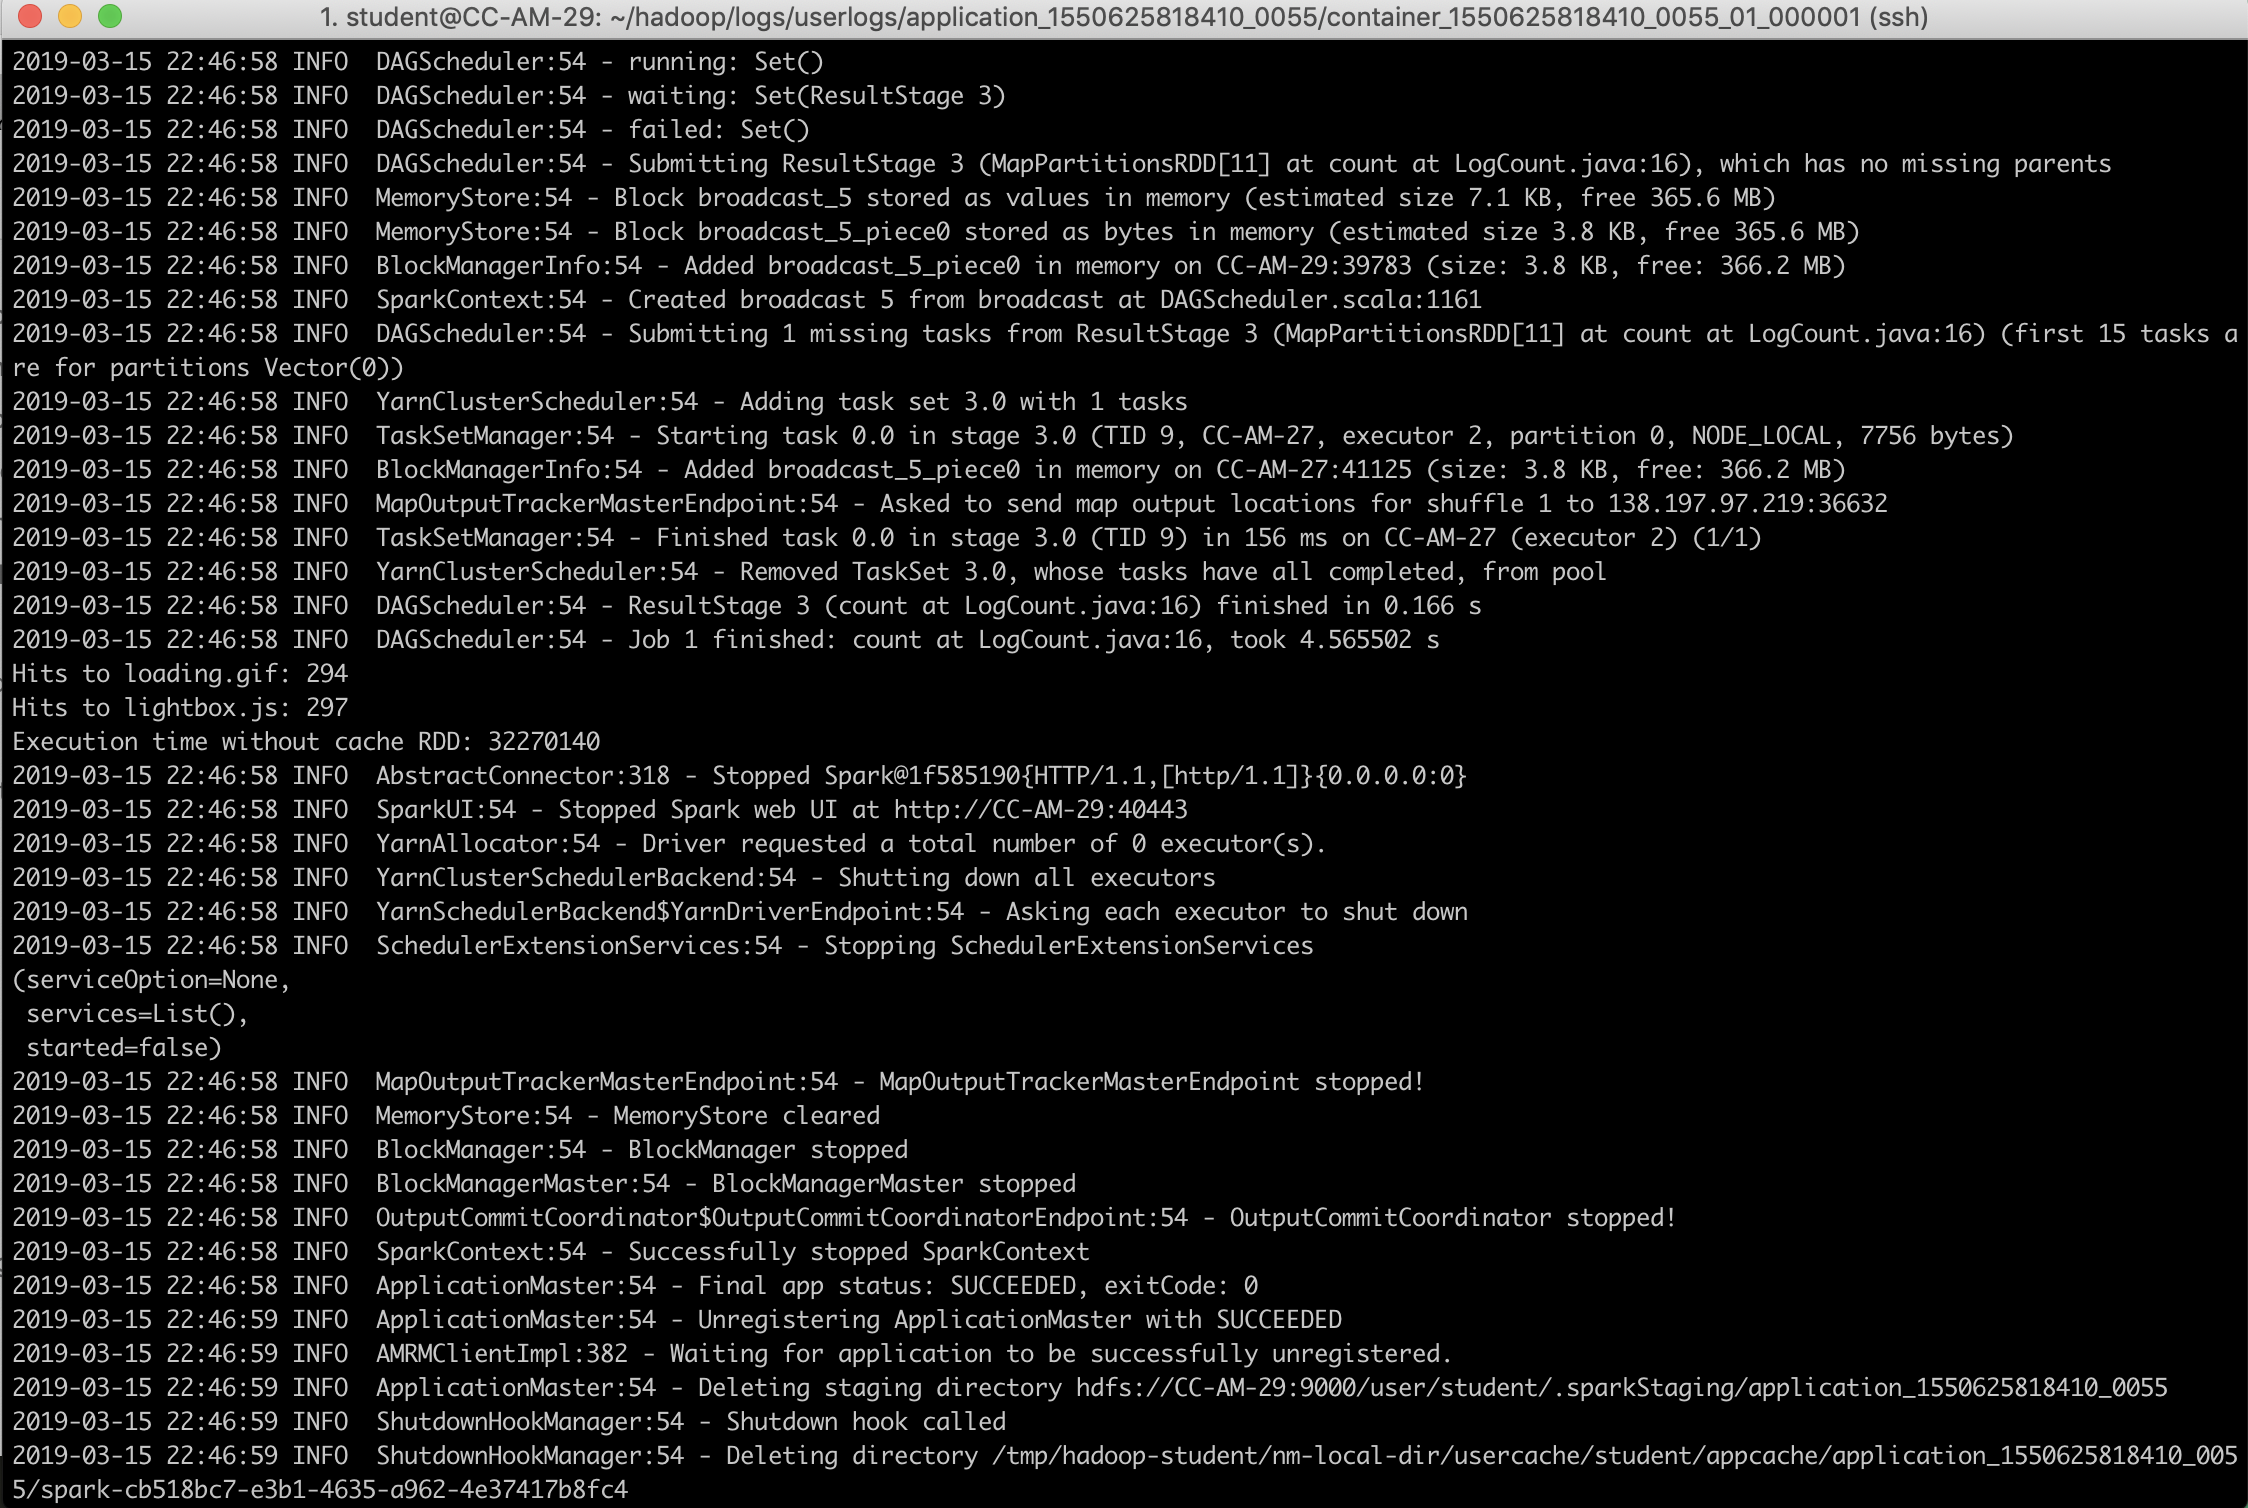 1. student@CC-AM-29: ~/hadoop/logs/userlogs/application_1550625818410_0055/container_1550625818410_0055_01_000001 (ssh)
2019-03-15 22:46:58 INFO  DAGScheduler:54 - running: Set()
2019-03-15 22:46:58 INFO  DAGScheduler:54 - waiting: Set(ResultStage 3)
2019-03-15 22:46:58 INFO  DAGScheduler:54 - failed: Set()
2019-03-15 22:46:58 INFO  DAGScheduler:54 - Submitting ResultStage 3 (MapPartitionsRDD[11] at count at LogCount.java:16), which has no missing parents
2019-03-15 22:46:58 INFO  MemoryStore:54 - Block broadcast_5 stored as values in memory (estimated size 7.1 KB, free 365.6 MB)
2019-03-15 22:46:58 INFO  MemoryStore:54 - Block broadcast_5_piece0 stored as bytes in memory (estimated size 3.8 KB, free 365.6 MB)
2019-03-15 22:46:58 INFO  BlockManagerInfo:54 - Added broadcast_5_piece0 in memory on CC-AM-29:39783 (size: 3.8 KB, free: 366.2 MB)
2019-03-15 22:46:58 INFO  SparkContext:54 - Created broadcast 5 from broadcast at DAGScheduler.scala:1161
2019-03-15 22:46:58 INFO  DAGScheduler:54 - Submitting 1 missing tasks from ResultStage 3 (MapPartitionsRDD[11] at count at LogCount.java:16) (first 15 tasks a
re for partitions Vector(0))
2019-03-15 22:46:58 INFO  YarnClusterScheduler:54 - Adding task set 3.0 with 1 tasks
2019-03-15 22:46:58 INFO  TaskSetManager:54 - Starting task 0.0 in stage 3.0 (TID 9, CC-AM-27, executor 2, partition 0, NODE_LOCAL, 7756 bytes)
2019-03-15 22:46:58 INFO  BlockManagerInfo:54 - Added broadcast_5_piece0 in memory on CC-AM-27:41125 (size: 3.8 KB, free: 366.2 MB)
2019-03-15 22:46:58 INFO  MapOutputTrackerMasterEndpoint:54 - Asked to send map output locations for shuffle 1 to 138.197.97.219:36632
2019-03-15 22:46:58 INFO  TaskSetManager:54 - Finished task 0.0 in stage 3.0 (TID 9) in 156 ms on CC-AM-27 (executor 2) (1/1)
2019-03-15 22:46:58 INFO  YarnClusterScheduler:54 - Removed TaskSet 3.0, whose tasks have all completed, from pool
2019-03-15 22:46:58 INFO  DAGScheduler:54 - ResultStage 3 (count at LogCount.java:16) finished in 0.166 s
2019-03-15 22:46:58 INFO  DAGScheduler:54 - Job 1 finished: count at LogCount.java:16, took 4.565502 s
Hits to loading.gif: 294
Hits to lightbox.js: 297
Execution time without cache RDD: 32270140
2019-03-15 22:46:58 INFO  AbstractConnector:318 - Stopped Spark@1f585190{HTTP/1.1,[http/1.1]}{0.0.0.0:0}
2019-03-15 22:46:58 INFO  SparkUI:54 - Stopped Spark web UI at http://CC-AM-29:40443
2019-03-15 22:46:58 INFO  YarnAllocator:54 - Driver requested a total number of 0 executor(s).
2019-03-15 22:46:58 INFO  YarnClusterSchedulerBackend:54 - Shutting down all executors
2019-03-15 22:46:58 INFO  YarnSchedulerBackend$YarnDriverEndpoint:54 - Asking each executor to shut down
2019-03-15 22:46:58 INFO  SchedulerExtensionServices:54 - Stopping SchedulerExtensionServices
(serviceOption=None,
 services=List(),
 started=false)
2019-03-15 22:46:58 INFO  MapOutputTrackerMasterEndpoint:54 - MapOutputTrackerMasterEndpoint stopped!
2019-03-15 22:46:58 INFO  MemoryStore:54 - MemoryStore cleared
2019-03-15 22:46:58 INFO  BlockManager:54 - BlockManager stopped
2019-03-15 22:46:58 INFO  BlockManagerMaster:54 - BlockManagerMaster stopped
2019-03-15 22:46:58 INFO  OutputCommitCoordinator$OutputCommitCoordinatorEndpoint:54 - OutputCommitCoordinator stopped!
2019-03-15 22:46:58 INFO  SparkContext:54 - Successfully stopped SparkContext
2019-03-15 22:46:58 INFO  ApplicationMaster:54 - Final app status: SUCCEEDED, exitCode: 0
2019-03-15 22:46:59 INFO  ApplicationMaster:54 - Unregistering ApplicationMaster with SUCCEEDED
2019-03-15 22:46:59 INFO  AMRMClientImpl:382 - Waiting for application to be successfully unregistered.
2019-03-15 22:46:59 INFO  ApplicationMaster:54 - Deleting staging directory hdfs://CC-AM-29:9000/user/student/.sparkStaging/application_1550625818410_0055
2019-03-15 22:46:59 INFO  ShutdownHookManager:54 - Shutdown hook called
2019-03-15 22:46:59 INFO  ShutdownHookManager:54 - Deleting directory /tmp/hadoop-student/nm-local-dir/usercache/student/appcache/application_1550625818410_005
5/spark-cb518bc7-e3b1-4635-a962-4e37417b8fc4